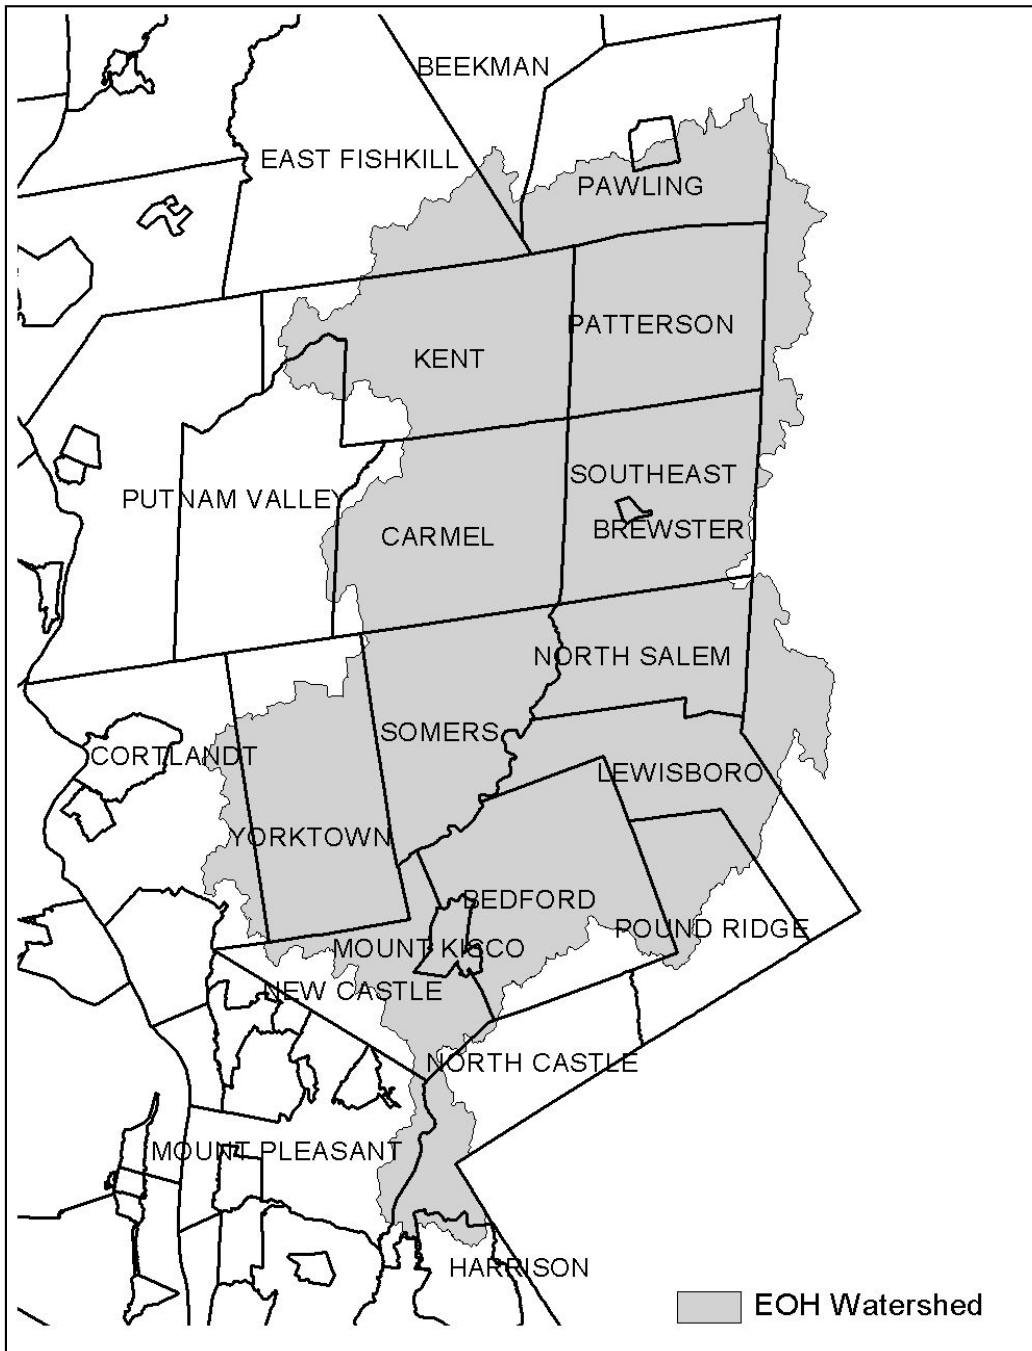 BEEKMAN
EAST FISHKILL
PAWLING
PATTERSON
KENT
SOUTHEAST
PUTNAM VALLEY
BREWSTER
CARMEL
NORTH SALEM
SOMERS
CORTLANDT
LEWISBORO
YORKTOWN
BEDFORD
POUND RIDGE
MOUNT KISCO
NEW CASTLE
NORTH CASTLE
MOUNT PLEASANT
HARRISON
EOH Watershed